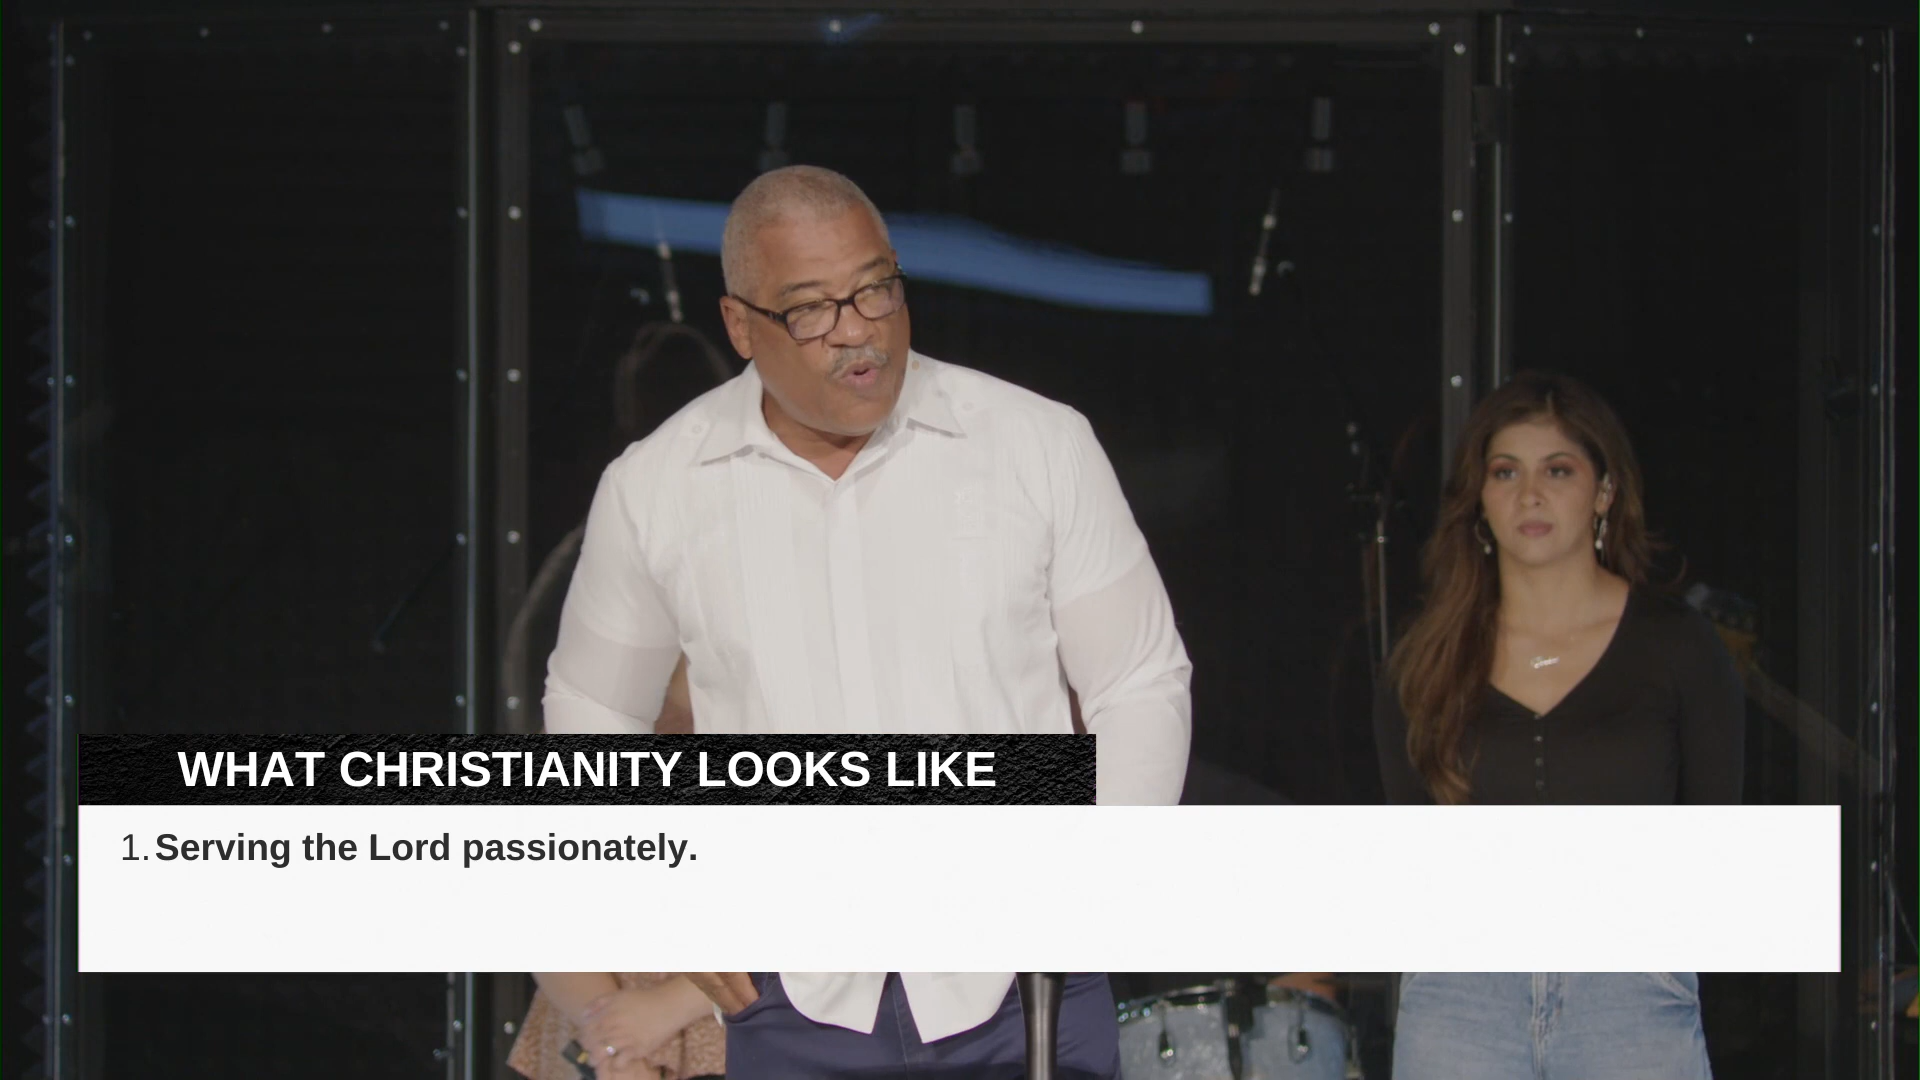 WHAT CHRISTIANITY LOOKS LIKE
1. Serving the Lord passionately.